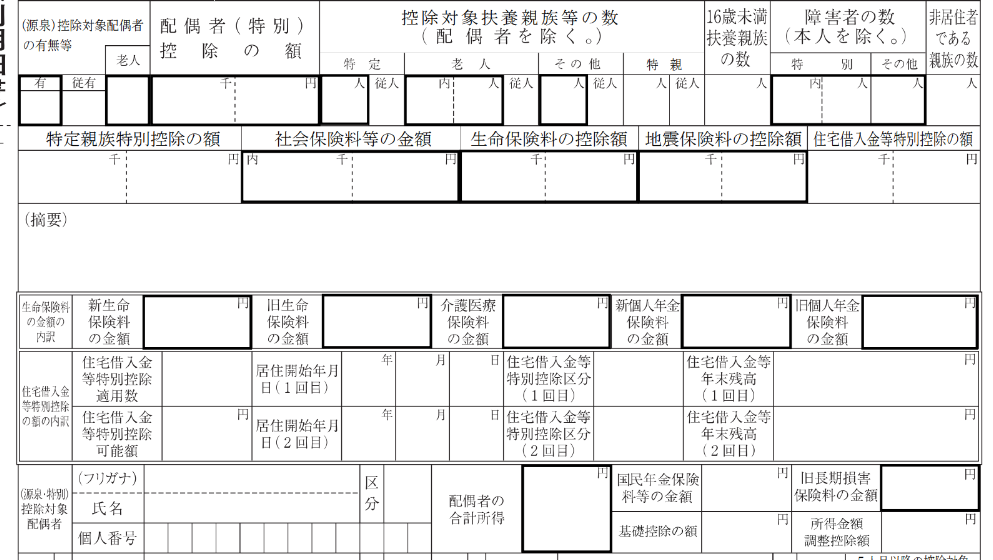 (源泉)控除対象配偶者
の有無等
老人
配偶者(特別)
控除の額
控除対象扶養親族等の数
(配偶者を除く。)
特定
老人
その他
特親
16歳未満
扶養親族
の数
障害者の数
(本人を除く。)
特別
その他
非居住者
である
親族の数
有 従有 千 円 人 従人 内 人 従人 人 従人 人 従人 人 内 人 人 人
特定親族特別控除の額 社会保険料等の金額 生命保険料の控除額 地震保険料の控除額 住宅借入金等特別控除の額
千 円 内 千 円 千 円 千 円 千 円
(摘要)
生命保険料
の金額の
内訳
新生命
保険料
の金額
円
旧生命
保険料
の金額
円
介護医療
保険料
の金額
円
新個人年金
保険料
の金額
円
旧個人年金
保険料
の金額
円
住宅借入金
等特別控除
の額の内訳
住宅借入金
等特別控除
適用数
居住開始年月
日(1回目)
年 月 日
住宅借入金等
特別控除区分
(1回目)
住宅借入金等
年末残高
(1回目)
円
住宅借入金
等特別控除
可能額
円
居住開始年月
日(2回目)
年 月 日
住宅借入金等
特別控除区分
(2回目)
住宅借入金等
年末残高
(2回目)
円
(源泉・特別)
控除対象
配偶者
(フリガナ)
氏名
個人番号
区
分
配偶者の
合計所得
円
国民年金保険
料等の金額
円
旧長期損害
保険料の金額
円
基礎控除の額
円
所得金額
調整控除額
円